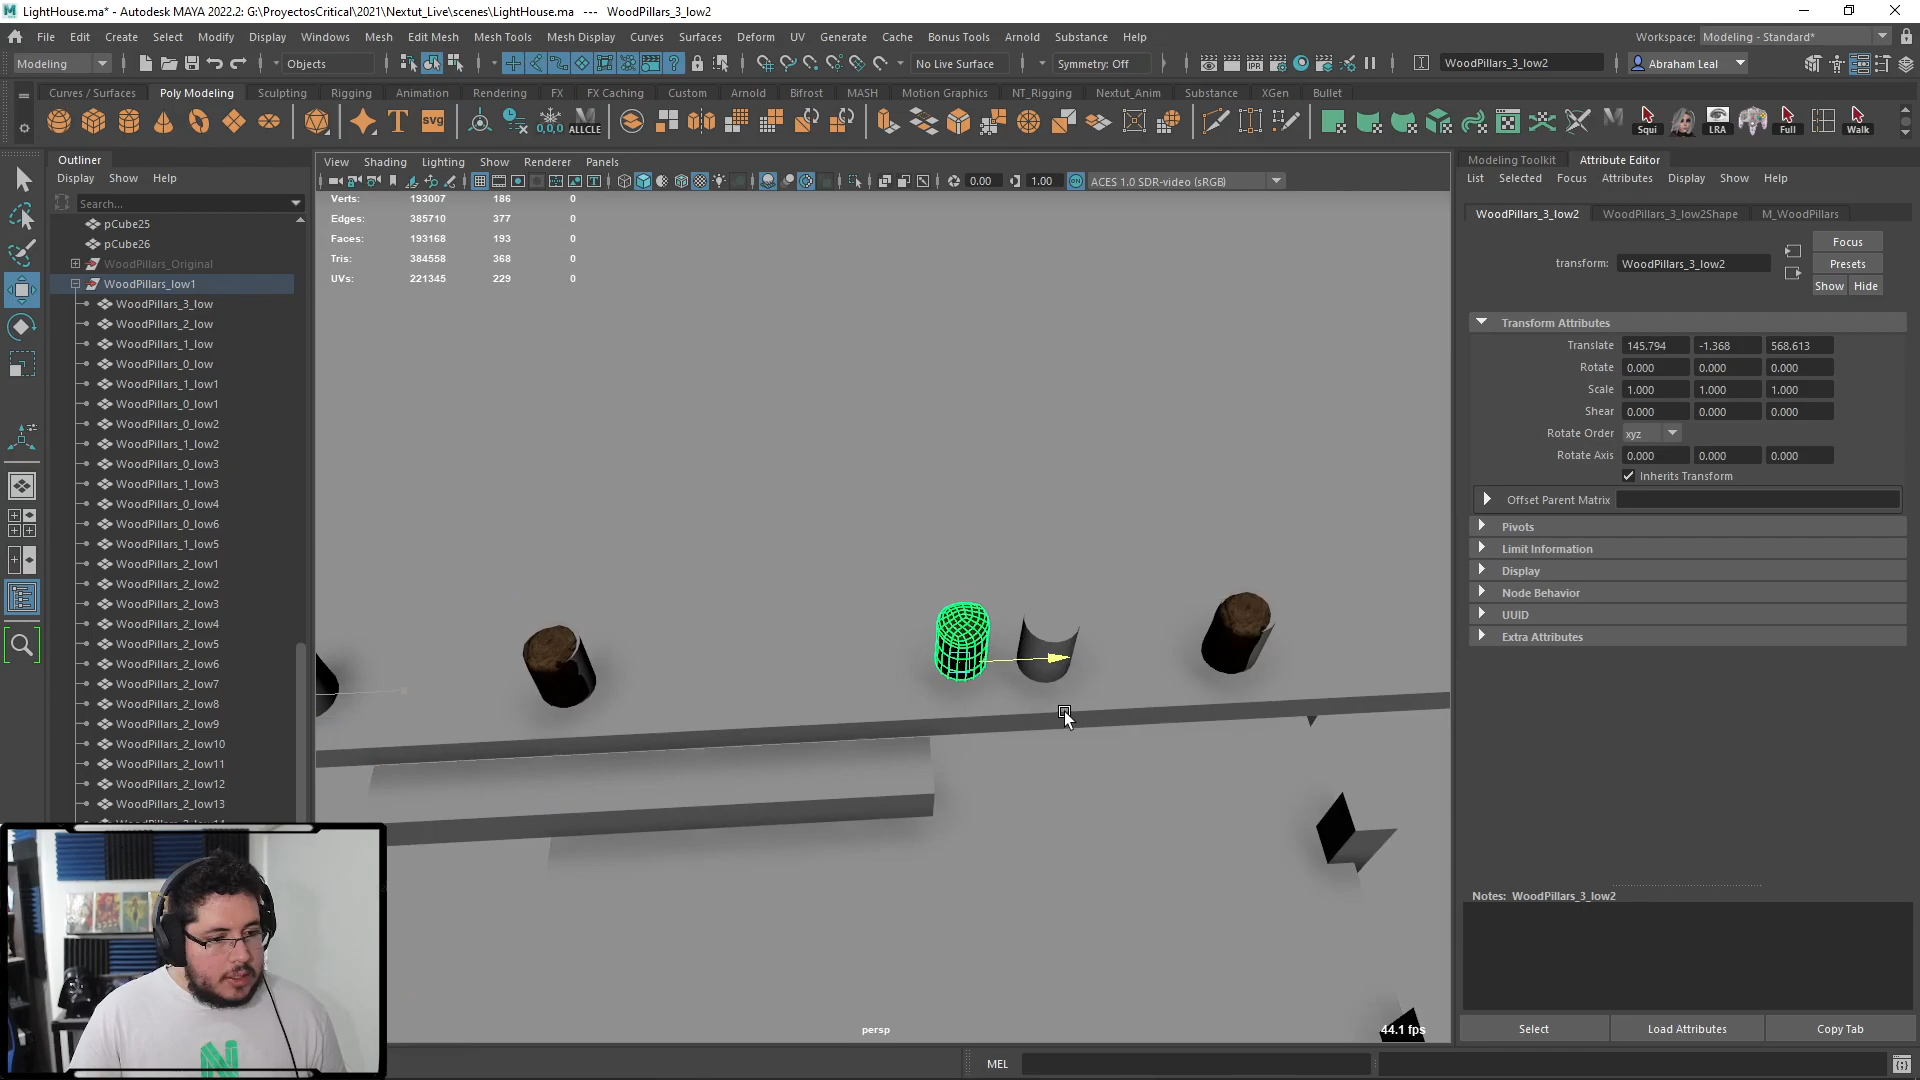 LightHouse.ma* - Autodesk MAYA 2022.2: G:\ProyectosCritical\2021\Nextut_Live\scenes\LightHouse.ma --- WoodPillars_3_low2
File Edit Create Select Modify Display Windows Mesh Edit Mesh Mesh Tools Mesh Display Curves Surfaces Deform UV Generate Cache Bonus Tools Arnold Substance Help
Workspace: Modeling - Standard*
Modeling Objects No Live Surface Symmetry: Off WoodPillars_3_low2 Abraham Leal
Curves / Surfaces Poly Modeling Sculpting Rigging Animation Rendering FX FX Caching Custom Arnold Bifrost MASH Motion Graphics NT_Rigging Nextut_Anim Substance XGen Bullet
T svg 0,0,0 ALLCLE Squi LRA Full Walk
Outliner
Display Show Help
Search...
pCube25
pCube26
WoodPillars_Original
WoodPillars_low1
WoodPillars_3_low
WoodPillars_2_low
WoodPillars_1_low
WoodPillars_0_low
WoodPillars_1_low1
WoodPillars_0_low1
WoodPillars_0_low2
WoodPillars_1_low2
WoodPillars_0_low3
WoodPillars_1_low3
WoodPillars_0_low4
WoodPillars_0_low6
WoodPillars_1_low5
WoodPillars_2_low1
WoodPillars_2_low2
WoodPillars_2_low3
WoodPillars_2_low4
WoodPillars_2_low5
WoodPillars_2_low6
WoodPillars_2_low7
WoodPillars_2_low8
WoodPillars_2_low9
WoodPillars_2_low10
WoodPillars_2_low11
WoodPillars_2_low12
WoodPillars_2_low13
View Shading Lighting Show Renderer Panels
0.00 1.00 ACES 1.0 SDR-video (sRGB)
Verts: 193007 186 0
Edges: 385710 377 0
Faces: 193168 193 0
Tris: 384558 368 0
UVs: 221345 229 0
persp
44.1 fps
MEL
Modeling Toolkit Attribute Editor
List Selected Focus Attributes Display Show Help
WoodPillars_3_low2 WoodPillars_3_low2Shape M_WoodPillars
Focus
transform: WoodPillars_3_low2 Presets
Show Hide
Transform Attributes
Translate 145.794 -1.368 568.613
Rotate 0.000 0.000 0.000
Scale 1.000 1.000 1.000
Shear 0.000 0.000 0.000
Rotate Order xyz
Rotate Axis 0.000 0.000 0.000
Inherits Transform
Offset Parent Matrix
Pivots
Limit Information
Display
Node Behavior
UUID
Extra Attributes
Notes: WoodPillars_3_low2
Select Load Attributes Copy Tab